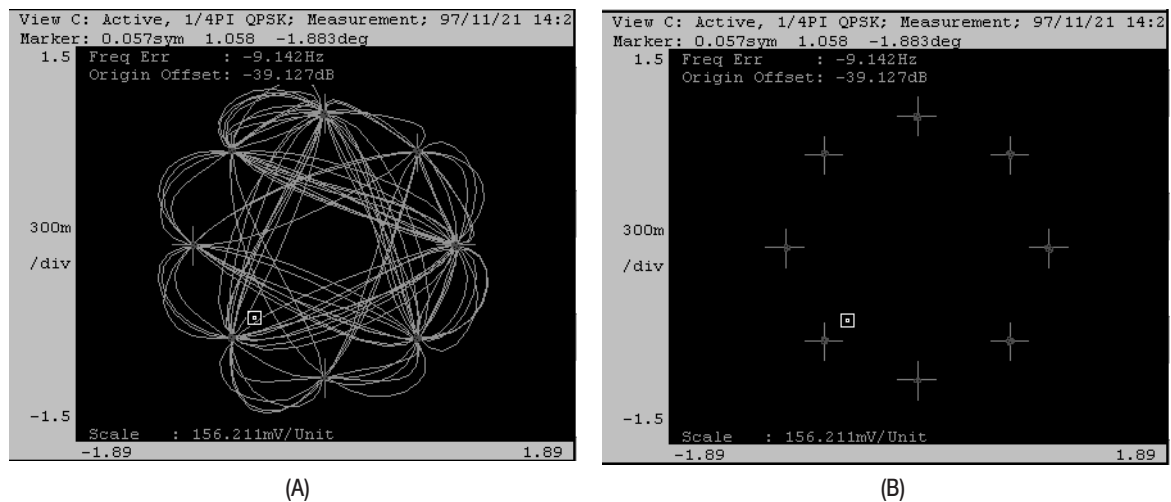 View C: Active, 1/4PI QPSK; Measurement; 97/11/21 14:2
Marker: 0.057sym 1.058 -1.883deg
1.5
Freq Err : -9.142Hz
Origin Offset: -39.127dB
300m
/div
-1.5
Scale : 156.211mV/Unit
-1.89
1.89
(A)
View C: Active, 1/4PI QPSK; Measurement; 97/11/21 14:2
Marker: 0.057sym 1.058 -1.883deg
1.5
Freq Err : -9.142Hz
Origin Offset: -39.127dB
300m
/div
-1.5
Scale : 156.211mV/Unit
-1.89
1.89
(B)